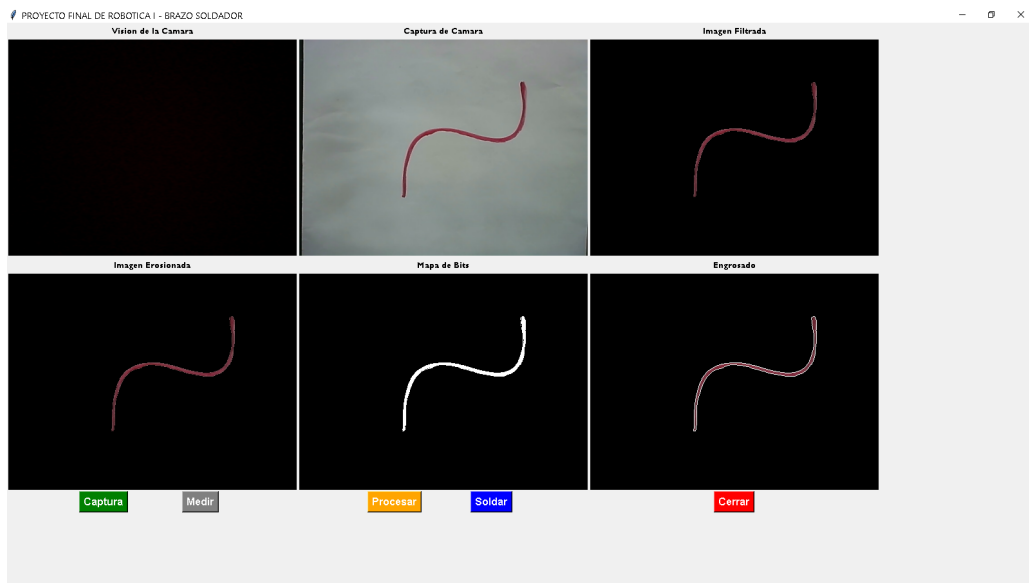 PROYECTO FINAL DE ROBOTICA I - BRAZO SOLDADOR
Vision de la Camara
Captura de Camara
Imagen Filtrada
Imagen Erosionada
Mapa de Bits
Engrosado
Captura
Medir
Procesar
Soldar
Cerrar